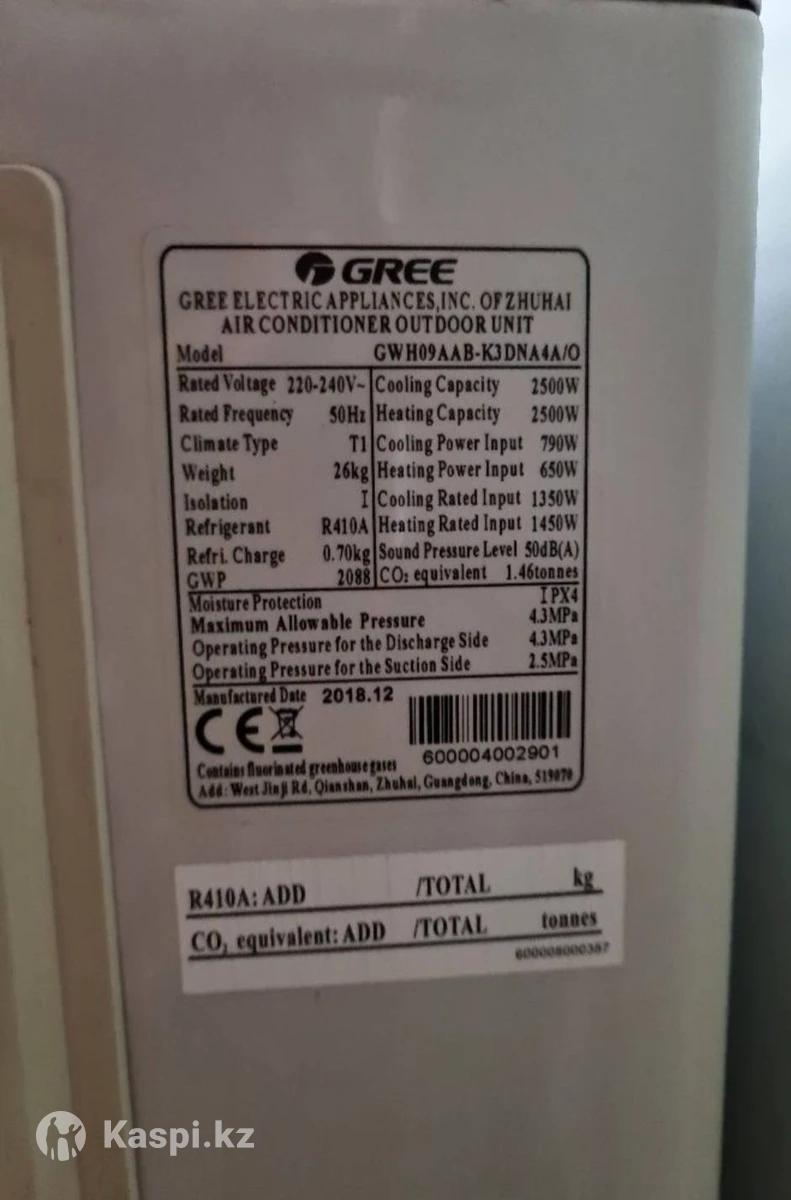 GREE
GREE ELECTRIC APPLIANCES,INC. OF ZHUHAI
AIR CONDITIONER OUTDOOR UNIT
Model GWH09AAB-K3DNA4A/O
Rated Voltage 220-240V~ Cooling Capacity 2500W
Rated Frequency 50Hz Heating Capacity 2500W
Climate Type T1 Cooling Power Input 790W
Weight 26kg Heating Power Input 650W
Isolation I Cooling Rated Input 1350W
Refrigerant R410A Heating Rated Input 1450W
Refri. Charge 0.70kg Sound Pressure Level 50dB(A)
GWP 2088 CO₂ equivalent 1.46tonnes
Moisture Protection IPX4
Maximum Allowable Pressure 4.3MPa
Operating Pressure for the Discharge Side 4.3MPa
Operating Pressure for the Suction Side 2.5MPa
Manufactured Date 2018.12
CE
600004002901
Contains fluorinated greenhouse gases
Add: West Jinji Rd, Qianshan, Zhuhai, Guangdong, China, 519070
R410A: ADD /TOTAL kg
CO₂ equivalent: ADD /TOTAL tonnes
600008000387
Kaspi.kz